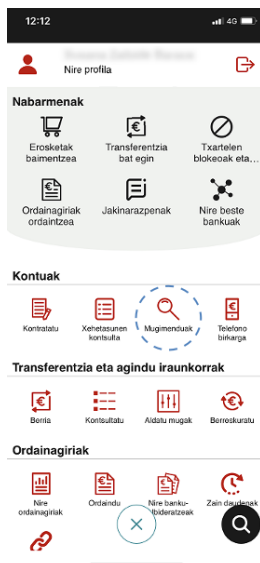 12:12
4G
Nire profila
Nabarmenak
Erosketak
baimentzea
Transferentzia
bat egin
Txartelen
blokeoak eta...
Ordainagiriak
ordaintzea
Jakinarazpenak
Nire beste
bankuak
Kontuak
Kontratatu
Xehetasunen
kontsulta
Mugimenduak
Telefono
birkarga
Transferentzia eta agindu iraunkorrak
Berria
Kontsultatu
Aldatu mugak
Berreskuratu
Ordainagiriak
Nire
ordainagiriak
Ordaindu
Nire banku-
Zain daudenak